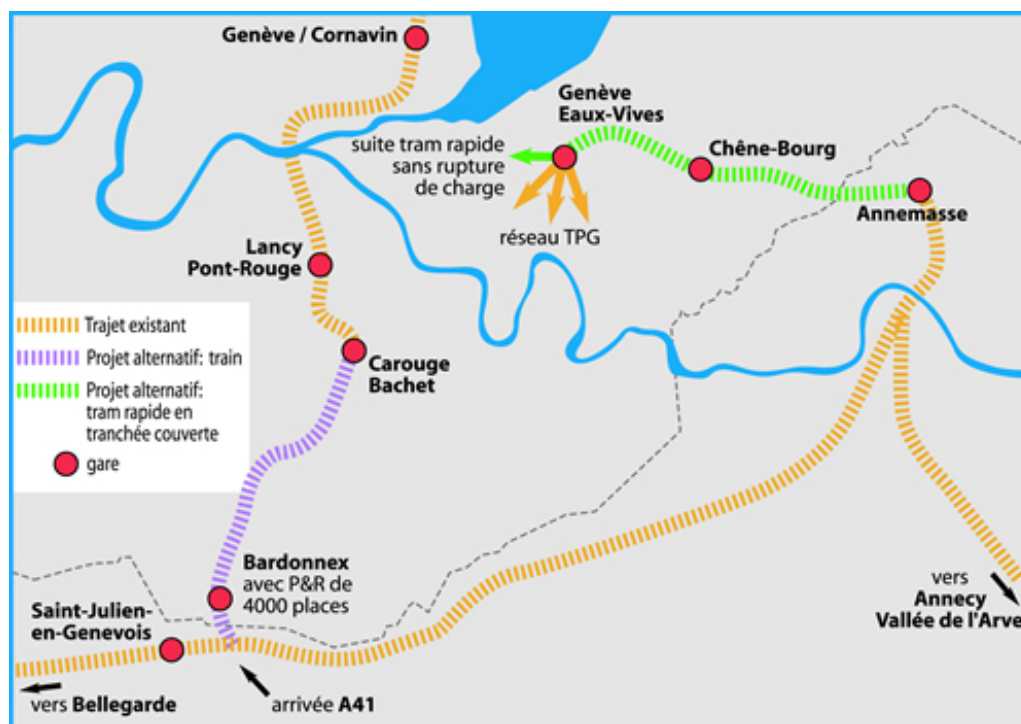 Genève / Cornavin
Genève
Eaux-Vives
suite tram rapide
sans rupture
de charge
Chêne-Bourg
Annemasse
réseau TPG
Lancy
Pont-Rouge
Trajet existant
Projet alternatif: train
Projet alternatif:
tram rapide en
tranchée couverte
gare
Carouge
Bachet
Bardonnex
avec P&R de
4000 places
Saint-Julien-
en-Genevois
vers
Annecy
Vallée de l'Arve
vers Bellegarde
arrivée A41